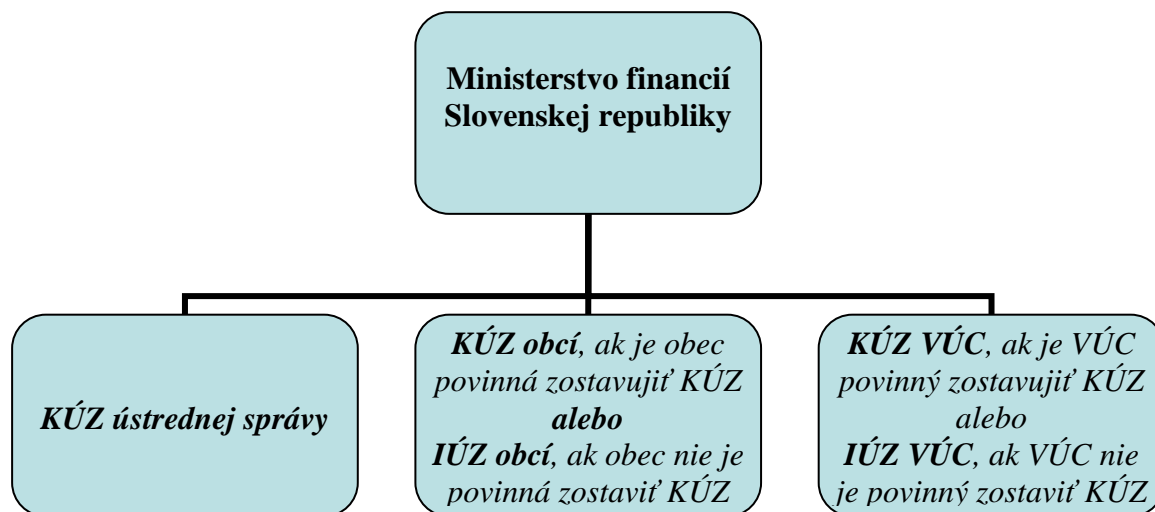 Ministerstvo financií
Slovenskej republiky
KÚZ ústrednej správy
KÚZ obcí, ak je obec
povinná zostavujiť KÚZ
alebo
IÚZ obcí, ak obec nie je
povinná zostaviť KÚZ
KÚZ VÚC, ak je VÚC
povinný zostavujiť KÚZ
alebo
IÚZ VÚC, ak VÚC nie
je povinný zostaviť KÚZ